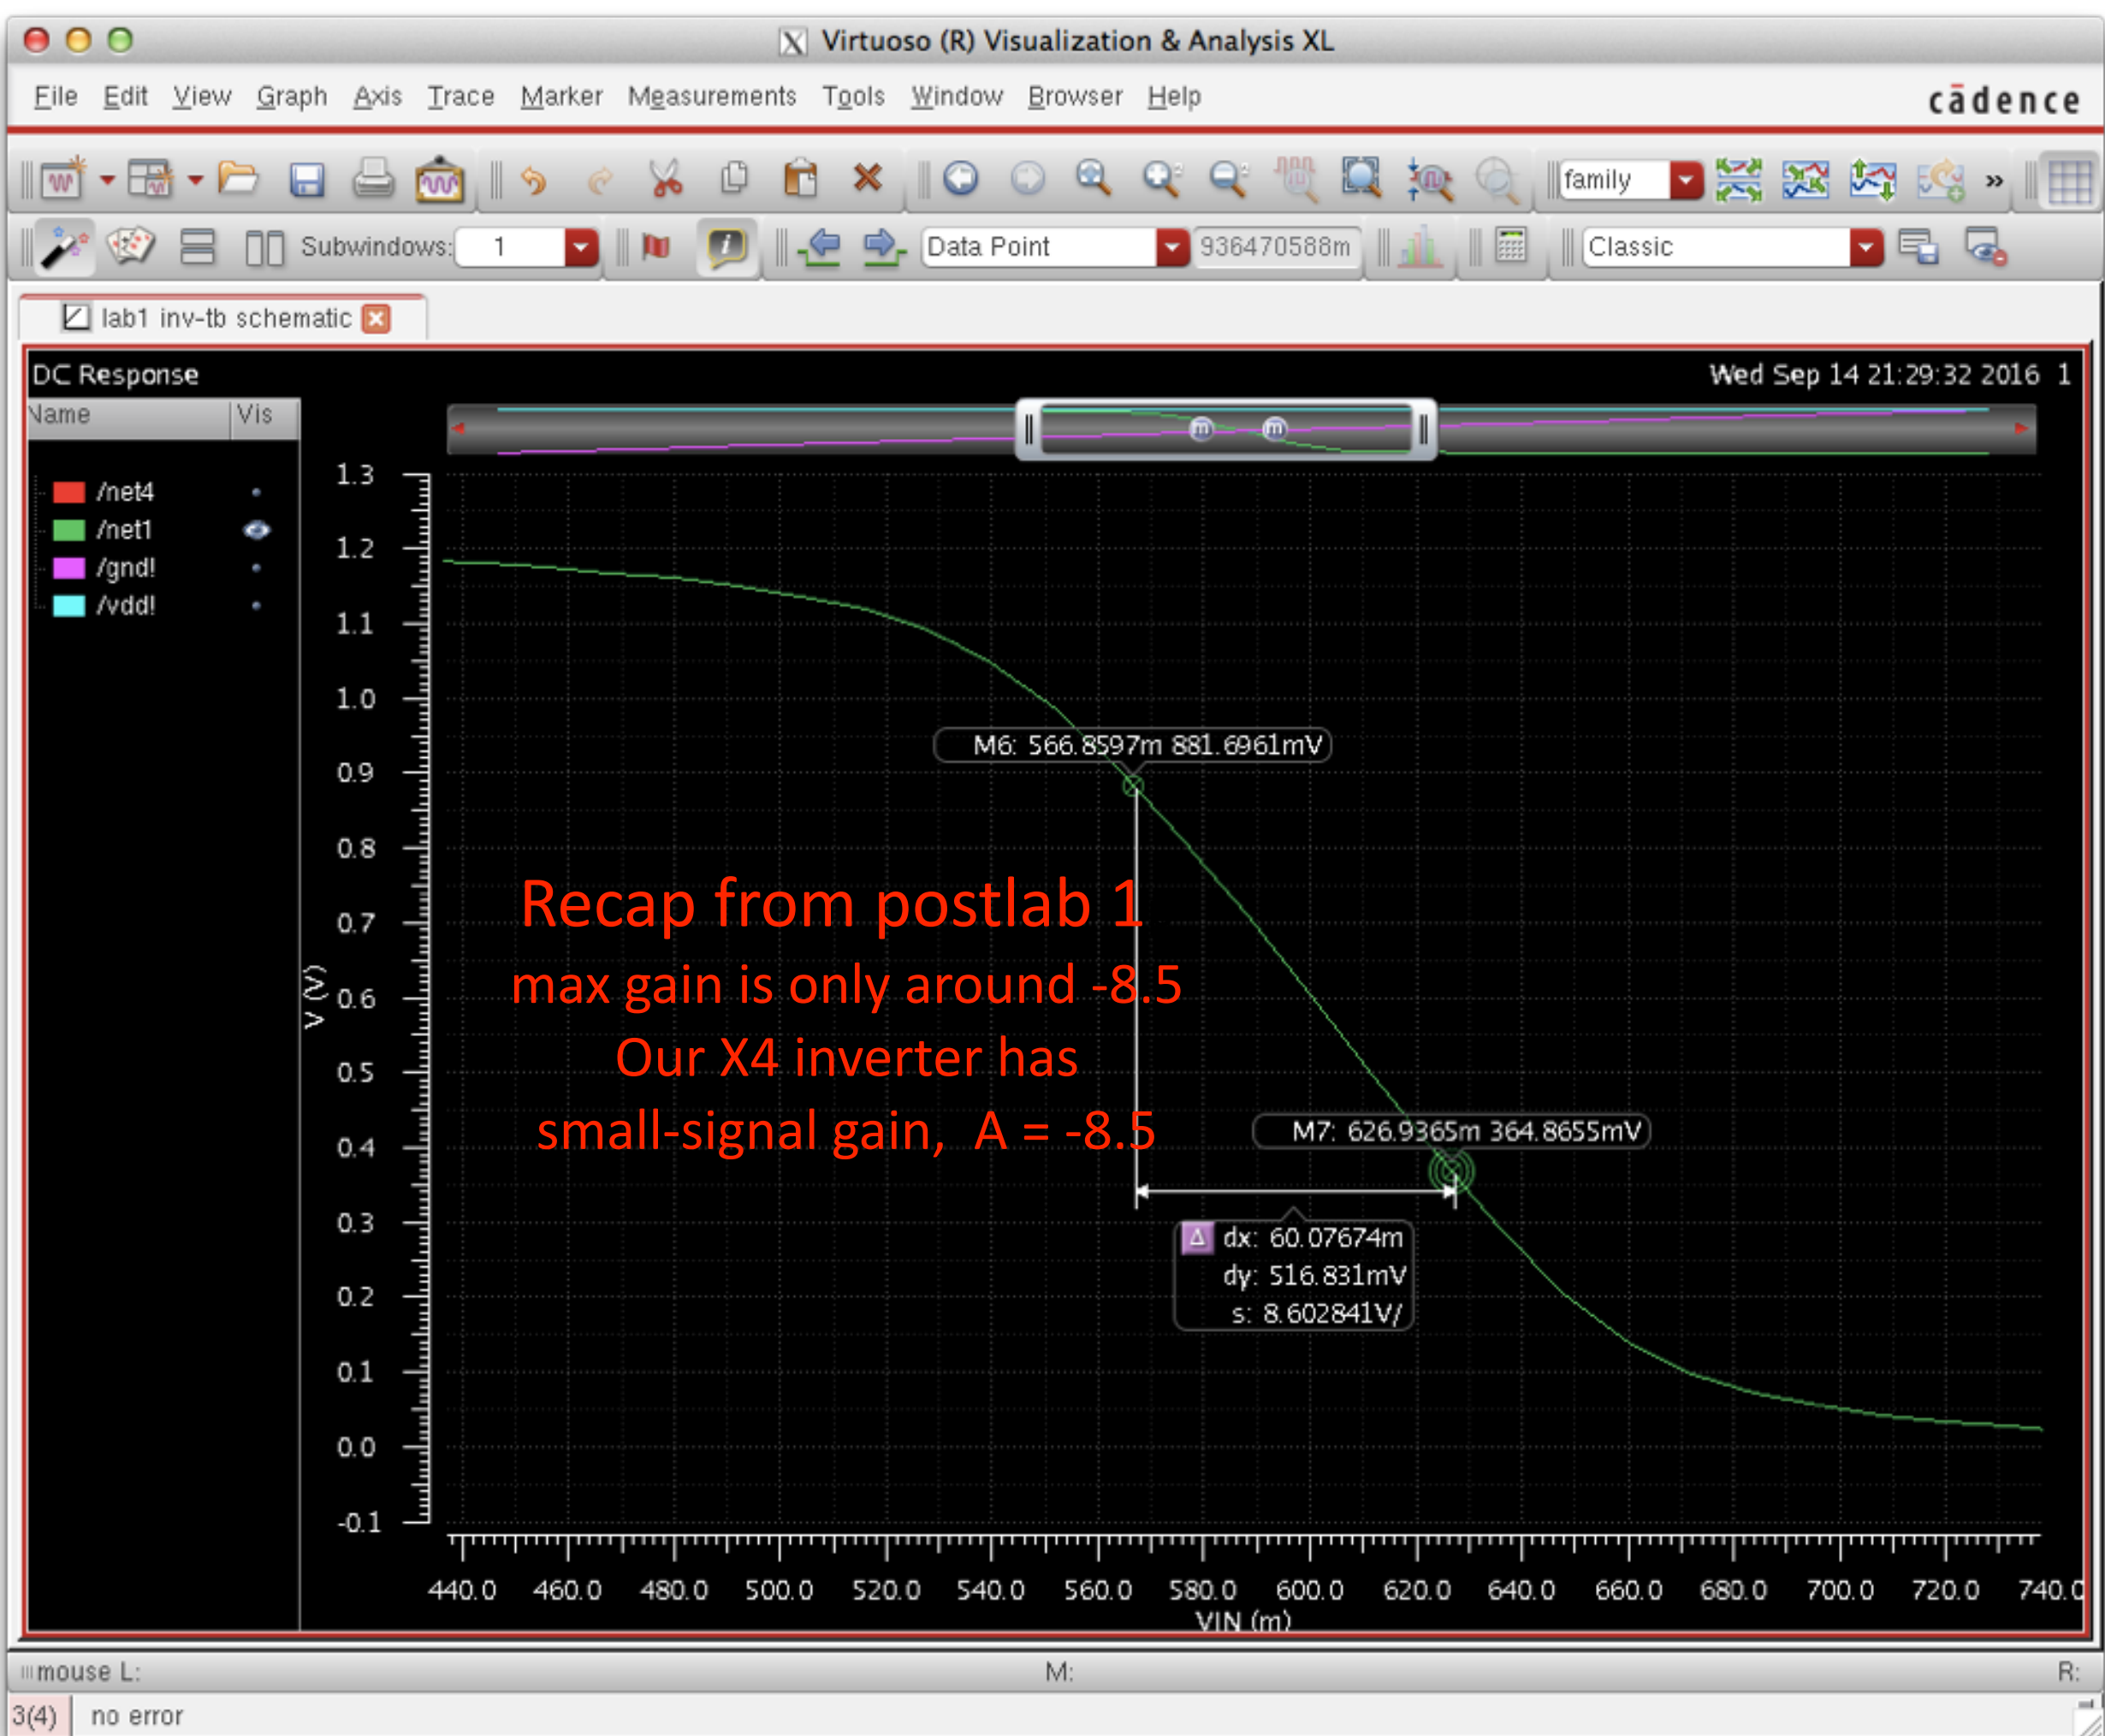 Virtuoso (R) Visualization & Analysis XL
File Edit View Graph Axis Trace Marker Measurements Tools Window Browser Help
cādence
family
»
Subwindows: 1
Data Point
936470588m
Classic
lab1 inv-tb schematic
DC Response
Wed Sep 14 21:29:32 2016 1
Name Vis
/net4
/net1
/gnd!
/vdd!
m m
1.3
1.2
1.1
1.0
0.9
0.8
0.7
0.6
0.5
0.4
0.3
0.2
0.1
0.0
-0.1
V (V)
M6: 566.8597m 881.6961mV
Recap from postlab 1
max gain is only around -8.5
Our X4 inverter has
small-signal gain, A = -8.5
M7: 626.9365m 364.8655mV
Δ dx: 60.07674m
dy: 516.831mV
s: 8.602841V/
440.0 460.0 480.0 500.0 520.0 540.0 560.0 580.0 600.0 620.0 640.0 660.0 680.0 700.0 720.0 740.0
VIN (m)
mouse L: M: R:
3(4) no error